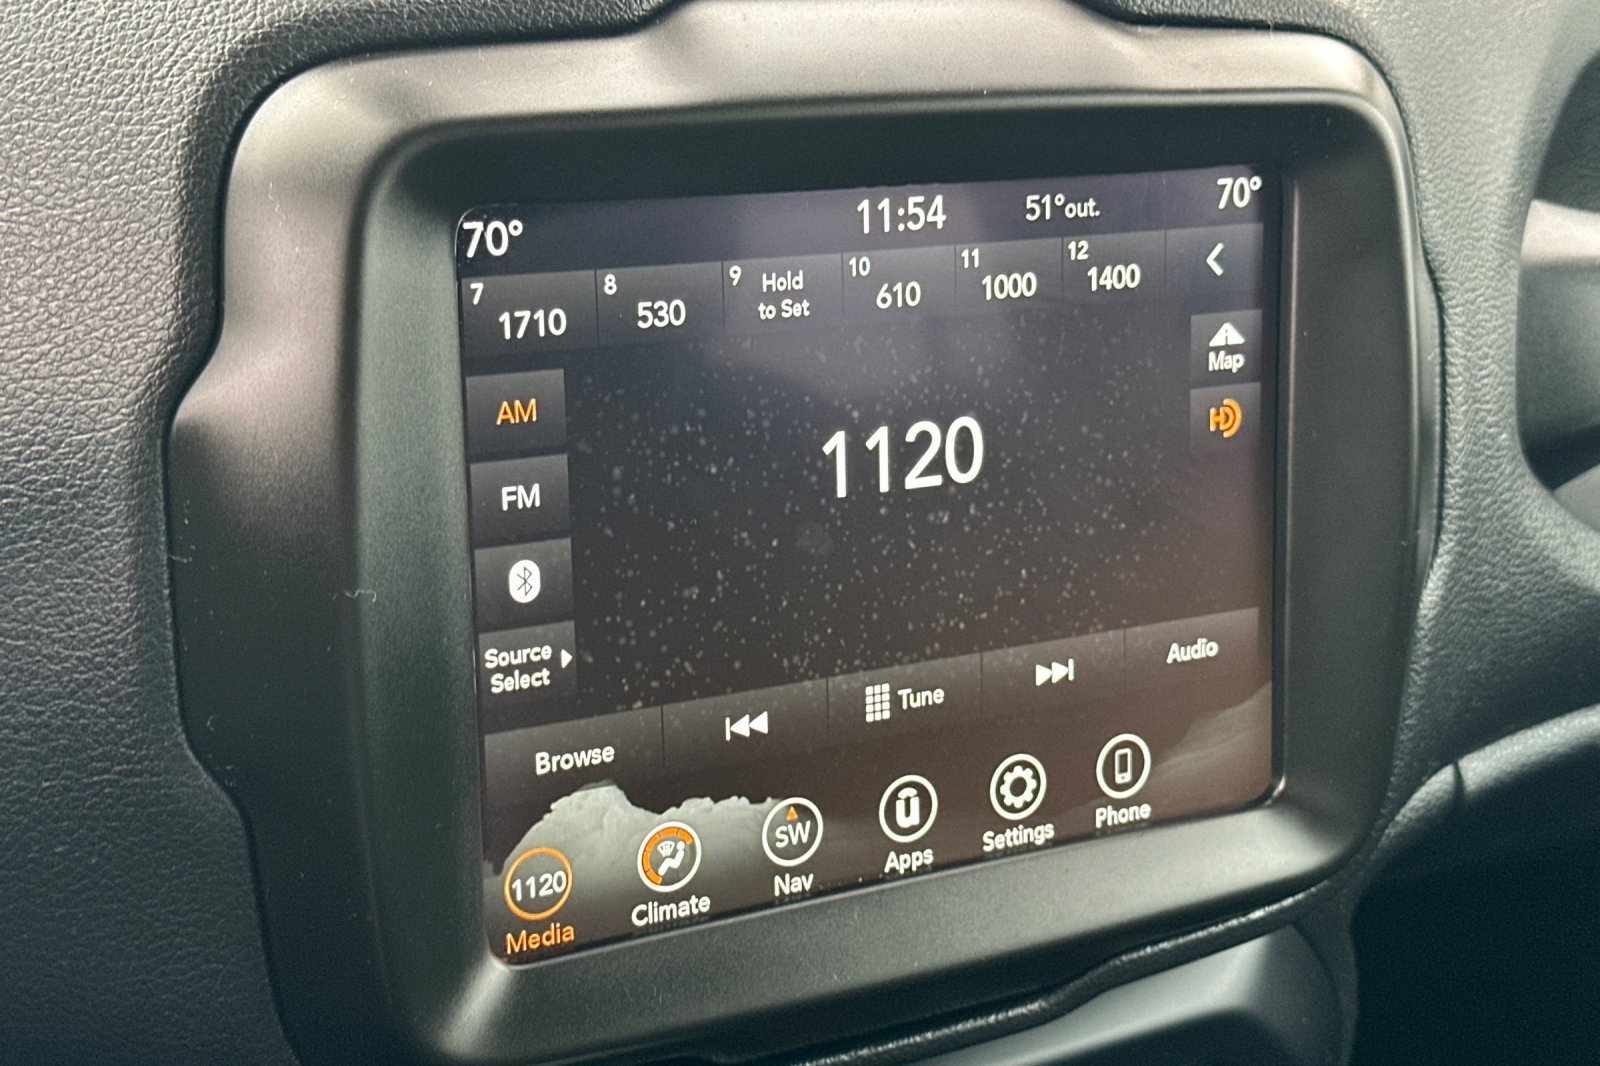 70° 11:54 51°out. 70°
7 1710
8 530
9 Hold
to Set
10 610
11 1000
12 1400
Map
AM
HD
1120
FM
Source
Select
Browse
Tune
Audio
1120
Media
Climate
SW
Nav
Apps
Settings
Phone